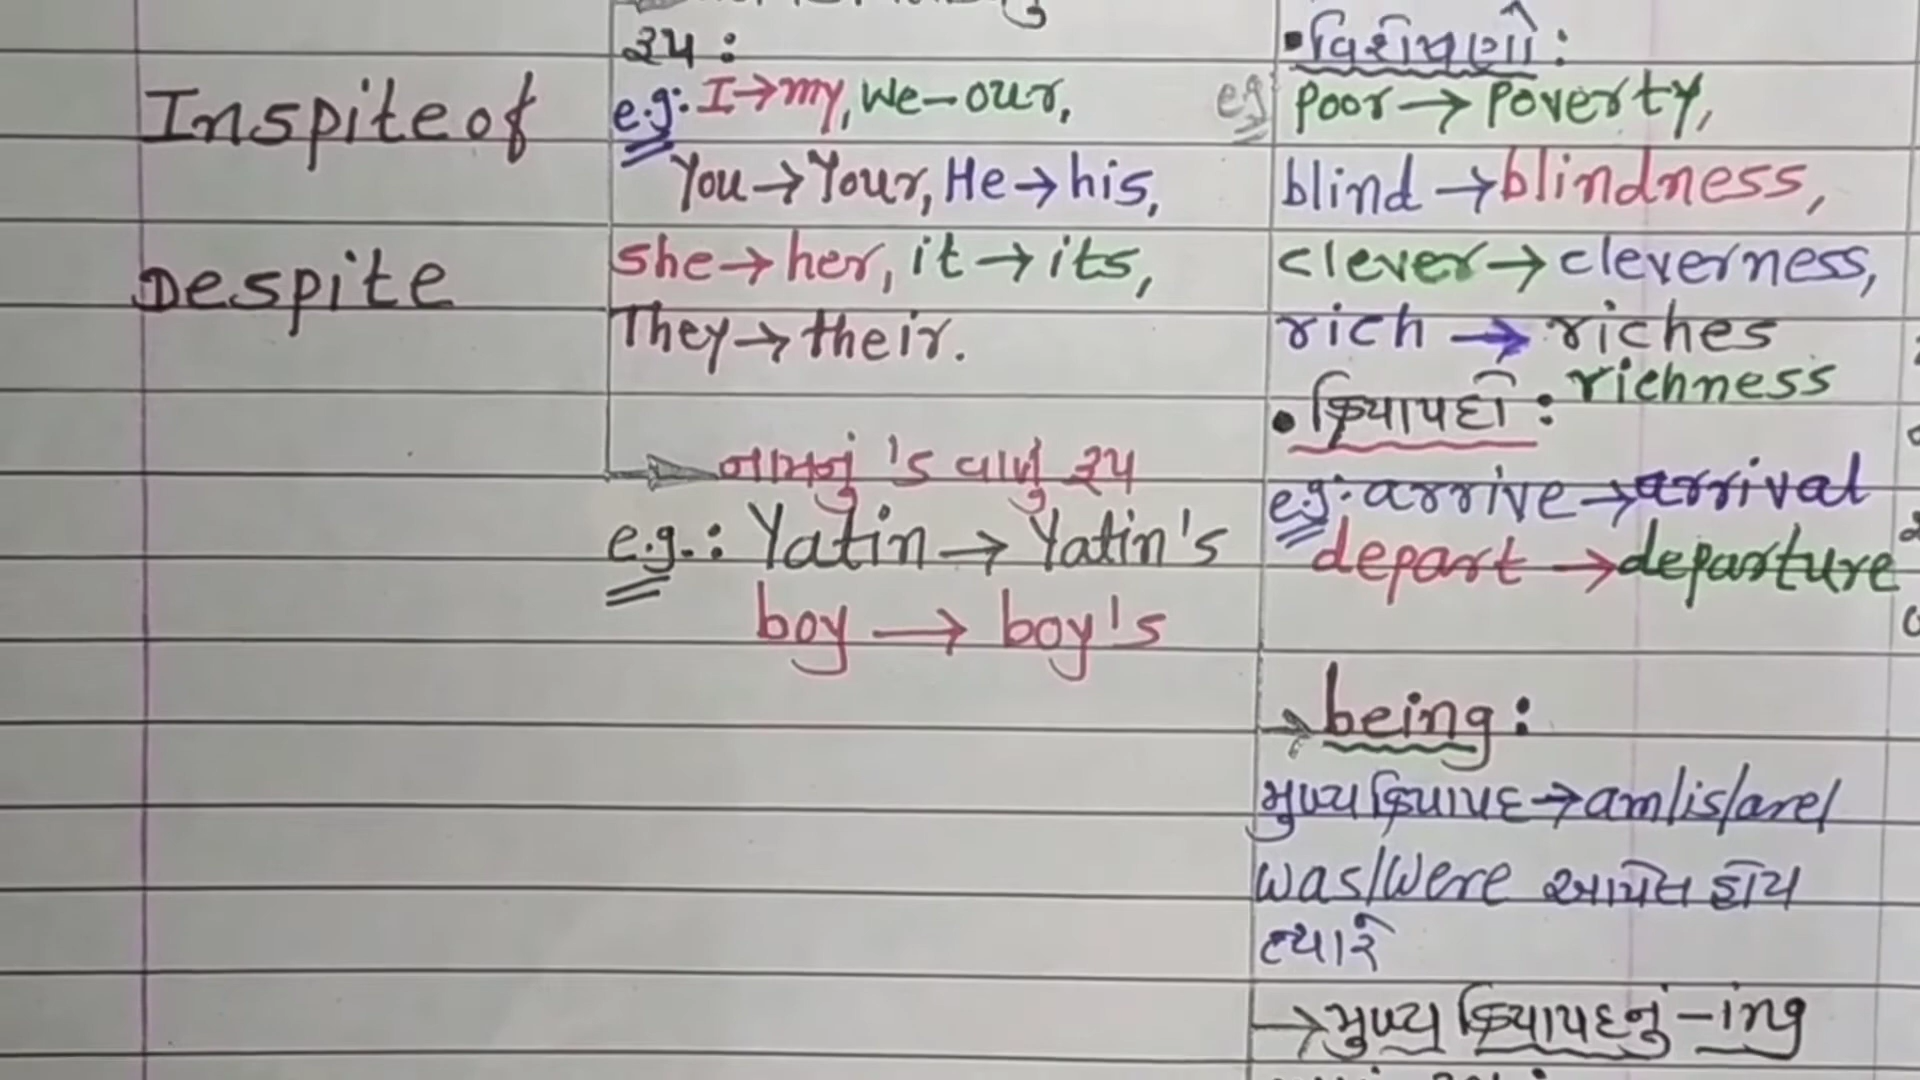 Inspite of
Despite
રૂપ :
e.g: I→my, We–our,
You→Your, He→his,
she→her, it→its,
They→their.
નામનું 's વાળું રૂપ
e.g.: Yatin→Yatin's
boy→boy's
•વિશેષણો :
eg Poor→Poverty,
blind→blindness,
clever→cleverness,
rich→riches
richness
•ક્રિયાપદો :
e.g: arrive→arrival
depart→departure
→being :
મુખ્ય ક્રિયાપદ→am/is/are/
was/were આપેલ હોય
ત્યારે
→મુખ્ય ક્રિયાપદનું –ing